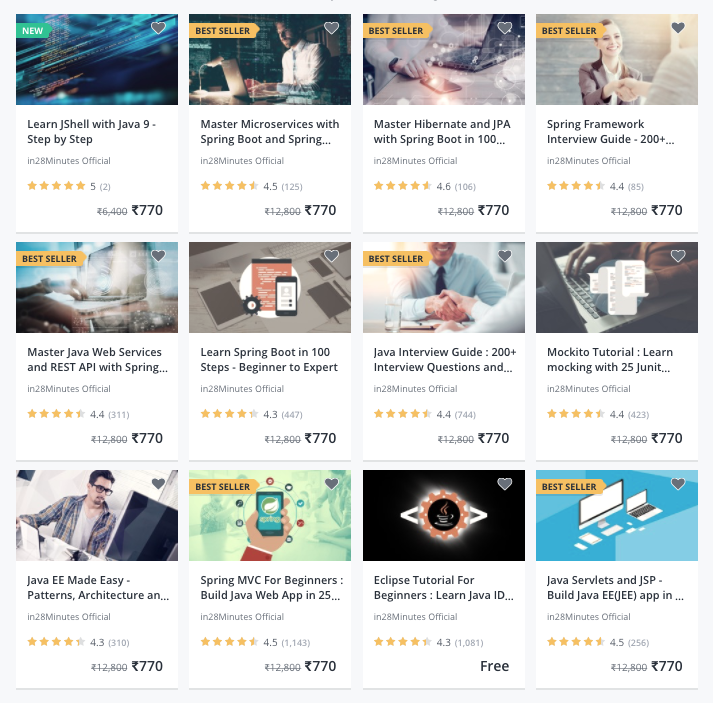 NEW
Learn JShell with Java 9 -
Step by Step
in28Minutes Official
5 (2)
₹6,400 ₹770
BEST SELLER
Master Microservices with
Spring Boot and Spring...
in28Minutes Official
4.5 (125)
₹12,800 ₹770
BEST SELLER
Master Hibernate and JPA
with Spring Boot in 100...
in28Minutes Official
4.6 (106)
₹12,800 ₹770
BEST SELLER
Spring Framework
Interview Guide - 200+...
in28Minutes Official
4.4 (85)
₹12,800 ₹770
BEST SELLER
Master Java Web Services
and REST API with Spring...
in28Minutes Official
4.4 (311)
₹12,800 ₹770
Learn Spring Boot in 100
Steps - Beginner to Expert
in28Minutes Official
4.3 (447)
₹12,800 ₹770
BEST SELLER
Java Interview Guide : 200+
Interview Questions and...
in28Minutes Official
4.4 (744)
₹12,800 ₹770
Mockito Tutorial : Learn
mocking with 25 Junit...
in28Minutes Official
4.4 (423)
₹12,800 ₹770
Java EE Made Easy -
Patterns, Architecture an...
in28Minutes Official
4.3 (310)
₹12,800 ₹770
BEST SELLER
spring
Spring MVC For Beginners :
Build Java Web App in 25...
in28Minutes Official
4.5 (1,143)
₹12,800 ₹770
Eclipse Tutorial For
Beginners : Learn Java ID...
in28Minutes Official
4.3 (1,081)
Free
BEST SELLER
Java Servlets and JSP -
Build Java EE(JEE) app in ...
in28Minutes Official
4.5 (256)
₹12,800 ₹770